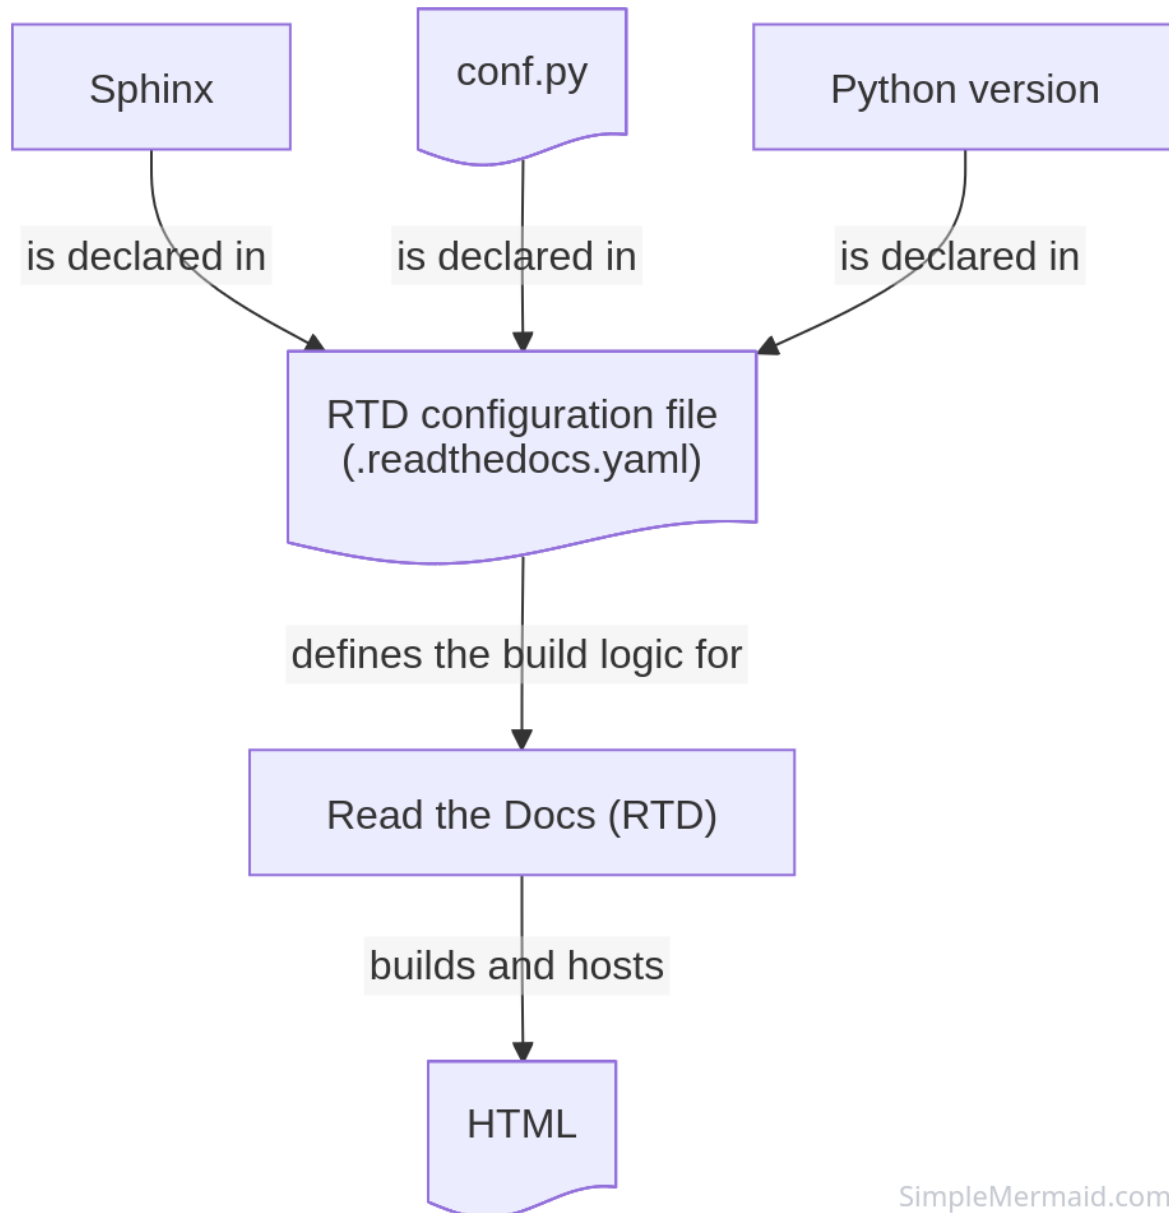 Sphinx
conf.py
Python version
is declared in
is declared in
is declared in
RTD configuration file
(.readthedocs.yaml)
defines the build logic for
Read the Docs (RTD)
builds and hosts
HTML
SimpleMermaid.com